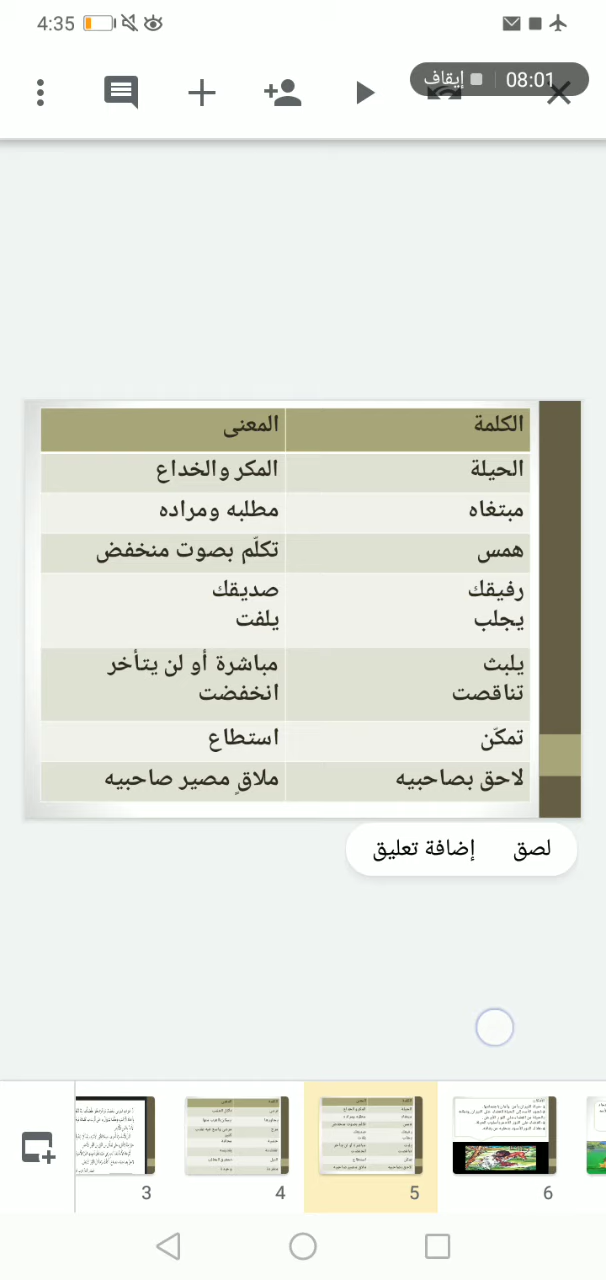 4:35
08:01 إيقاف
الكلمة المعنى
الحيلة المكر والخداع
مبتغاه مطلبه ومراده
همس تكلّم بصوت منخفض
رفيقك صديقك
يجلب يلفت
يلبث مباشرة أو لن يتأخر
تناقصت انخفضت
تمكّن استطاع
لاحق بصاحبيه ملاقٍ مصير صاحبيه
لصق إضافة تعليق
3
4
5
6